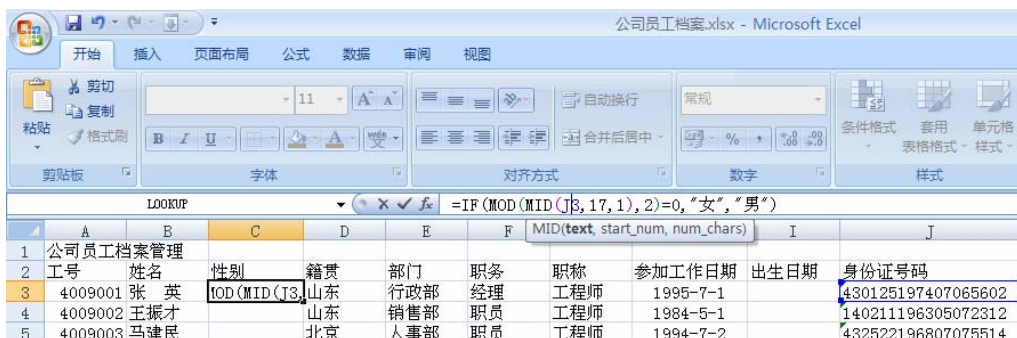 公司员工档案.xlsx - Microsoft Excel
开始 插入 页面布局 公式 数据 审阅 视图
剪切
复制
格式刷
粘贴
剪贴板
11
A A
B I U A wén 变
字体
自动换行
合并后居中
对齐方式
常规
% , .0 .00 .00 .0
数字
条件格式 套用表格格式 单元格样式
样式
LOOKUP fx =IF(MOD(MID(J3,17,1),2)=0,"女","男")
MID(text, start_num, num_chars)
A B C D E F I J
1 公司员工档案管理
2 工号 姓名 性别 籍贯 部门 职务 职称 参加工作日期 出生日期 身份证号码
3 4009001 张 英 MOD(MID(J3, 山东 行政部 经理 工程师 1995-7-1 430125197407065602
4 4009002 王振才 山东 销售部 职员 工程师 1984-5-1 140211196305072312
5 4009003 马建民 北京 人事部 职员 工程师 1994-7-2 432522196807075514